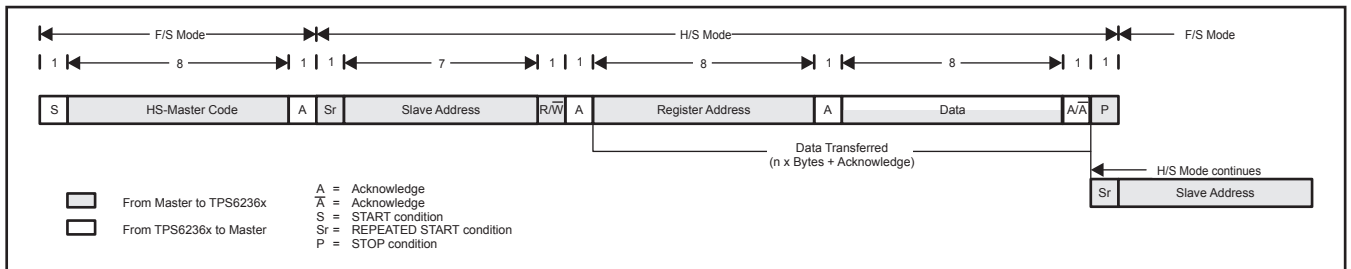 F/S Mode H/S Mode F/S Mode
1 8 1 1 7 1 1 8 1 8 1 1
S HS-Master Code A Sr Slave Address R/W̅ A Register Address A Data A/A̅ P
Data Transferred
(n x Bytes + Acknowledge)
H/S Mode continues
Sr Slave Address
From Master to TPS6236x
From TPS6236x to Master
A = Acknowledge
A̅ = Acknowledge
S = START condition
Sr = REPEATED START condition
P = STOP condition